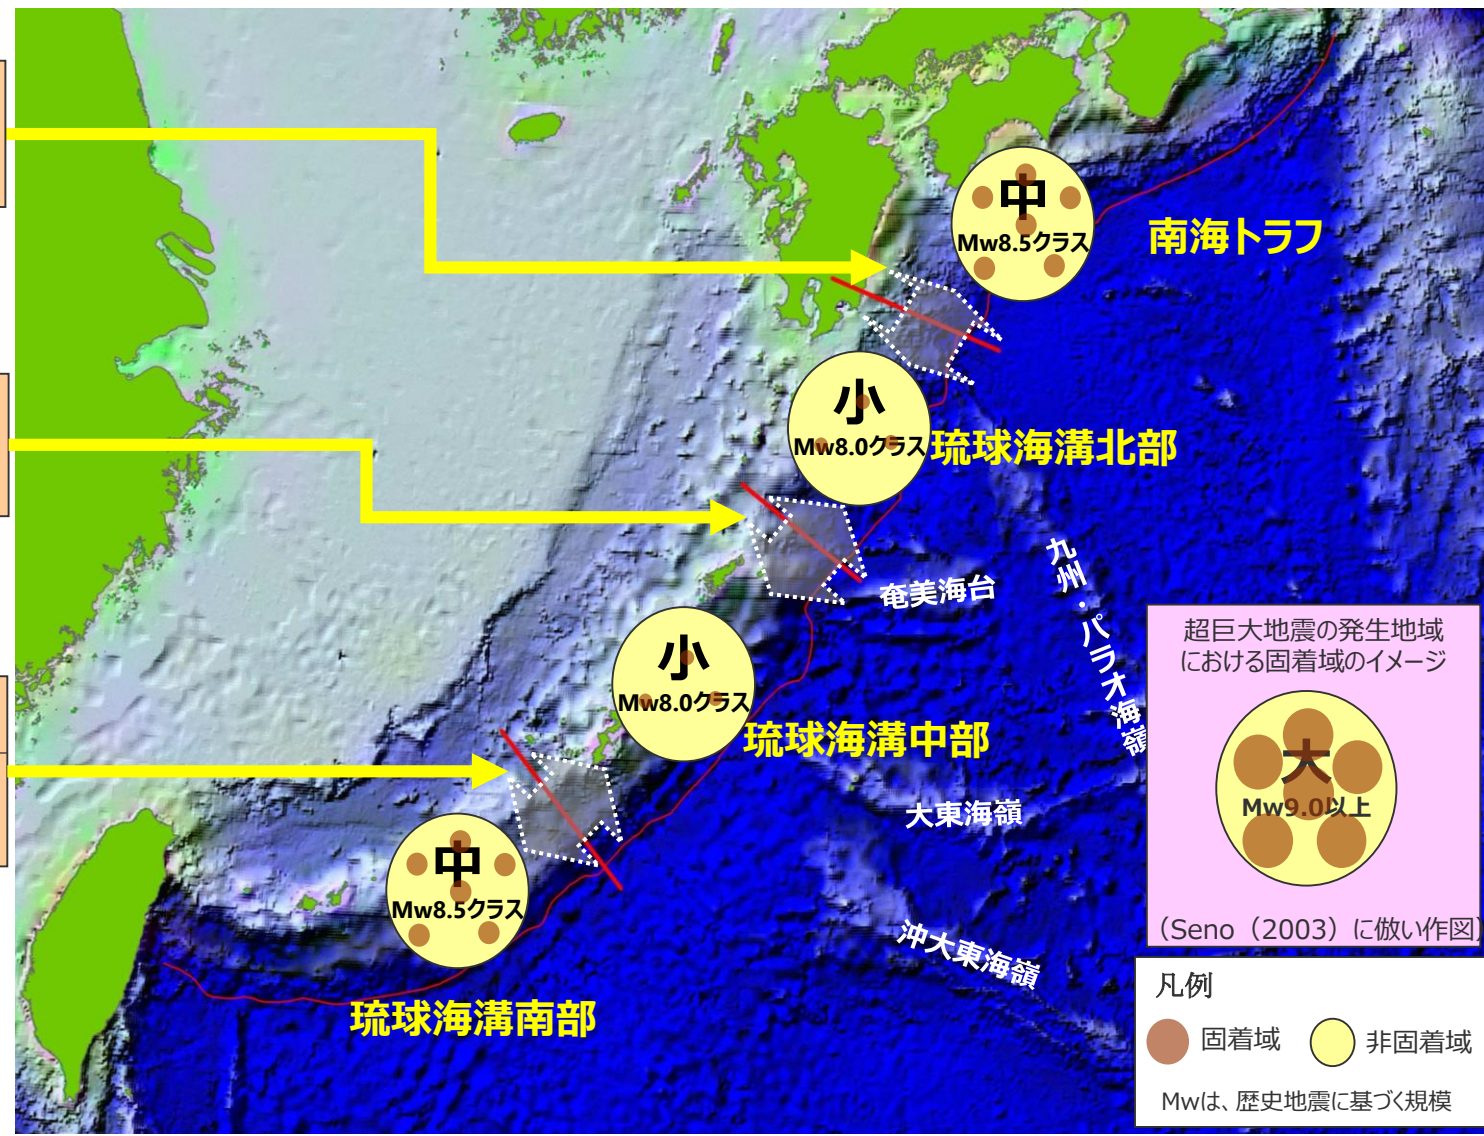 中
Mw8.5クラス
南海トラフ
小
Mw8.0クラス
琉球海溝北部
九州・パラオ海嶺
奄美海台
小
Mw8.0クラス
琉球海溝中部
大東海嶺
中
Mw8.5クラス
沖大東海嶺
琉球海溝南部
超巨大地震の発生地域
における固着域のイメージ
大
Mw9.0以上
（Seno（2003）に倣い作図）
凡例
固着域
非固着域
Mwは、歴史地震に基づく規模